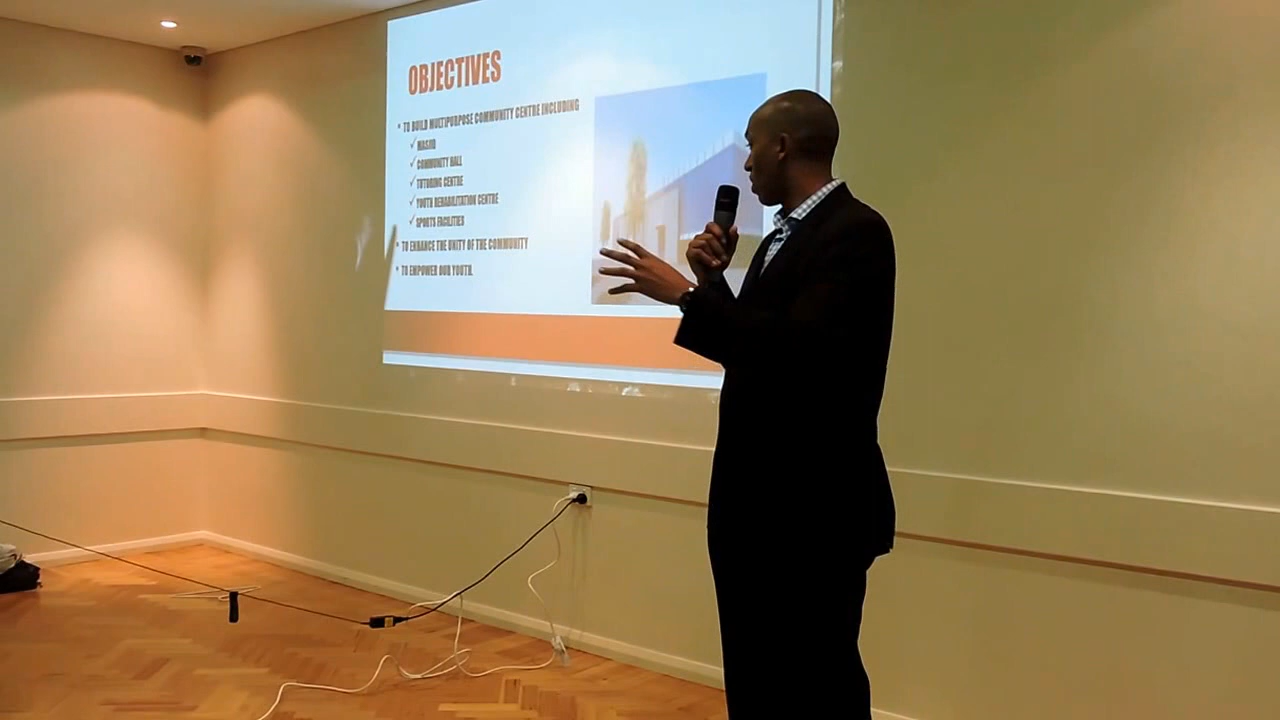 OBJECTIVES
• TO BUILD MULTIPURPOSE COMMUNITY CENTRE INCLUDING
✓ MASJID
✓ COMMUNITY HALL
✓ TUTORING CENTRE
✓ YOUTH REHABILITATION CENTRE
✓ SPORTS FACILITIES
• TO ENHANCE THE UNITY OF THE COMMUNITY
• TO EMPOWER OUR YOUTH.